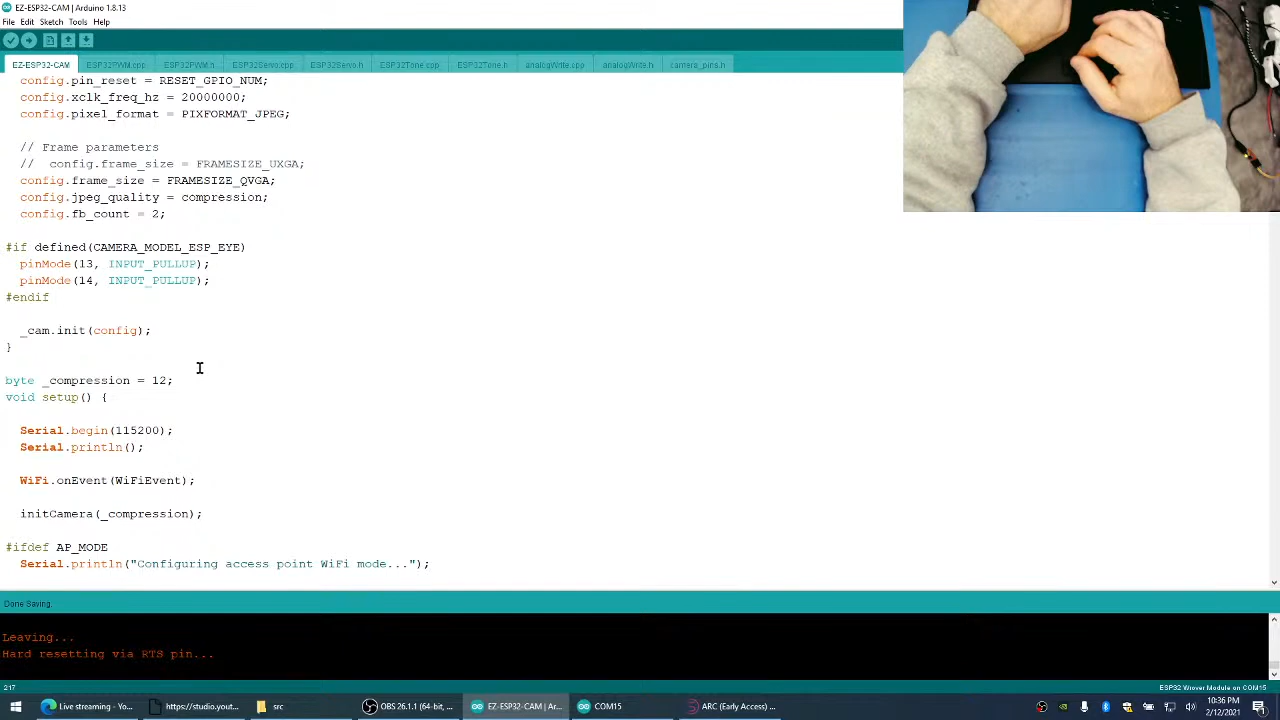 EZ-ESP32-CAM | Arduino 1.8.13
File Edit Sketch Tools Help
EZ-ESP32-CAM ESP32PWM.cpp ESP32PWM.h ESP32Servo.cpp ESP32Servo.h ESP32Tone.cpp ESP32Tone.h analogWrite.cpp analogWrite.h camera_pins.h
config.pin_reset = RESET_GPIO_NUM;
config.xclk_freq_hz = 20000000;
config.pixel_format = PIXFORMAT_JPEG;
// Frame parameters
//  config.frame_size = FRAMESIZE_UXGA;
config.frame_size = FRAMESIZE_QVGA;
config.jpeg_quality = compression;
config.fb_count = 2;
#if defined(CAMERA_MODEL_ESP_EYE)
pinMode(13, INPUT_PULLUP);
pinMode(14, INPUT_PULLUP);
#endif
_cam.init(config);
}
byte _compression = 12;
void setup() {
Serial.begin(115200);
Serial.println();
WiFi.onEvent(WiFiEvent);
initCamera(_compression);
#ifdef AP_MODE
Serial.println("Configuring access point WiFi mode...");
Done Saving.
Leaving...
Hard resetting via RTS pin...
217 ESP32 Wrover Module on COM15
Live streaming - Yo... https://studio.yout... src OBS 26.1.1 (64-bit, ... EZ-ESP32-CAM | Ar... COM15 ARC (Early Access) ... 10:36 PM
2/12/2021